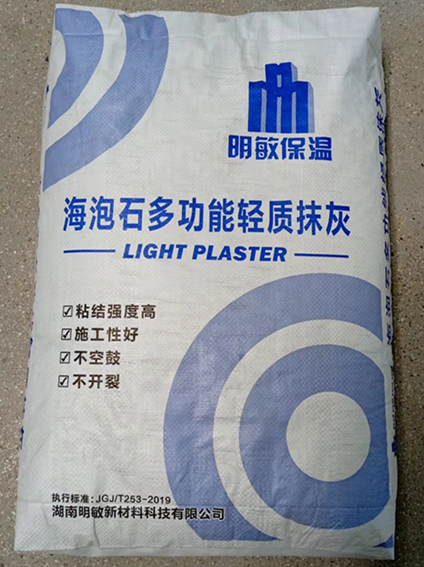 明敏保温
海泡石多功能轻质抹灰
LIGHT PLASTER
☑粘结强度高
☑施工性好
☑不空鼓
☑不开裂
执行标准:JGJ/T253-2019
湖南明敏新材料科技有限公司